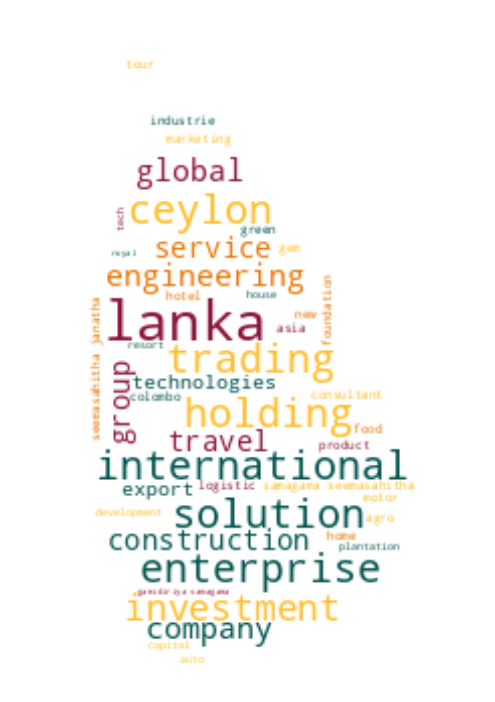 tour
industrie
marketing
global
tech
ceylon
green
royal
service
gem
engineering
hotel
house
foundation
lanka
new
asia
seemasahitha janatha
resort
trading
group
technologies
colombo
consultant
holding
food
travel
product
international
export
logistic
samagama seemasahitha
motor
development
solution
agro
construction
home
plantation
enterprise
gamidiriya samagama
investment
company
capital
auto